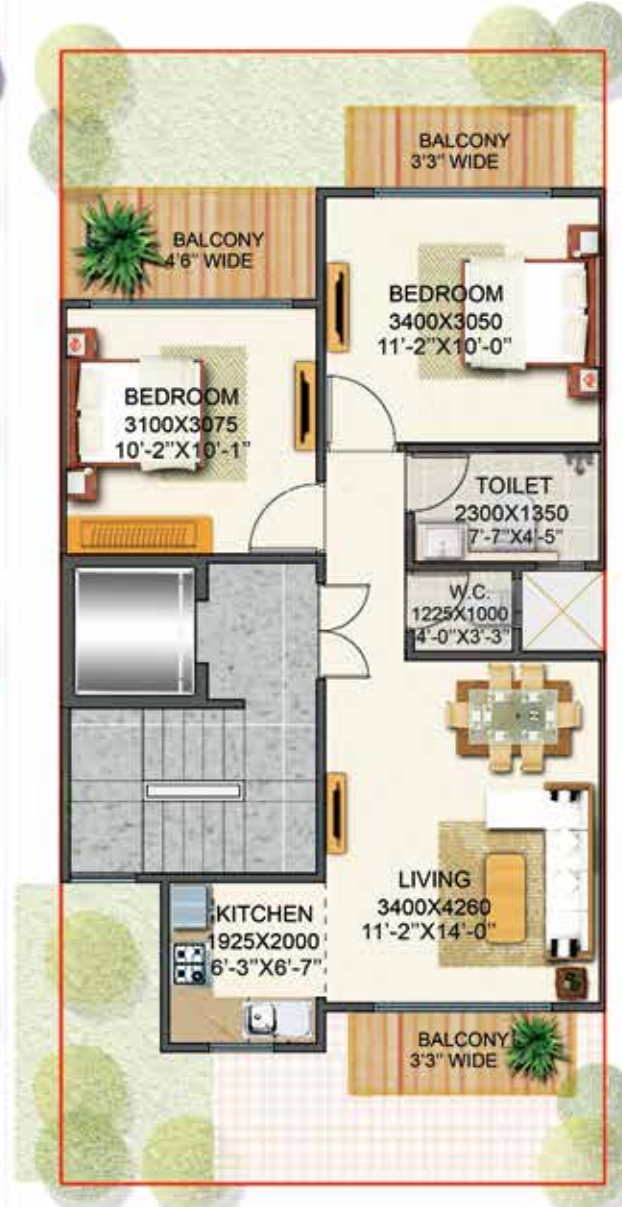 BALCONY
3'3" WIDE
BALCONY
4'6" WIDE
BEDROOM
3400X3050
11'-2"X10'-0"
BEDROOM
3100X3075
10'-2"X10'-1"
TOILET
2300X1350
7'-7"X4'-5"
W.C.
1225X1000
4'-0"X3'-3"
LIVING
3400X4260
11'-2"X14'-0"
KITCHEN
1925X2000
6'-3"X6'-7"
BALCONY
3'3" WIDE